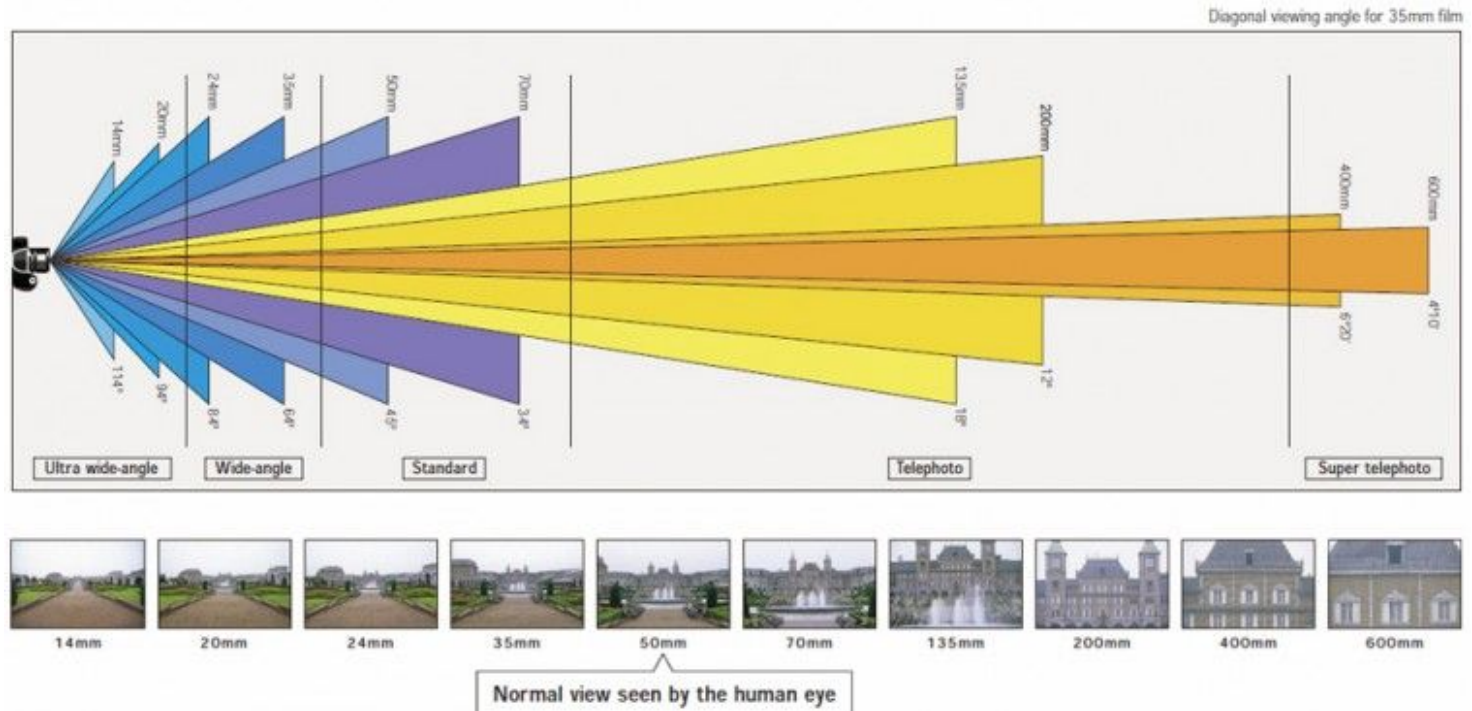 Diagonal viewing angle for 35mm film
14mm
20mm
24mm
35mm
50mm
70mm
135mm
200mm
400mm
600mm
114°
94°
84°
64°
45°
34°
18°
12°
6°20'
4°10'
Ultra wide-angle
Wide-angle
Standard
Telephoto
Super telephoto
14mm
20mm
24mm
35mm
50mm
70mm
135mm
200mm
400mm
600mm
Normal view seen by the human eye